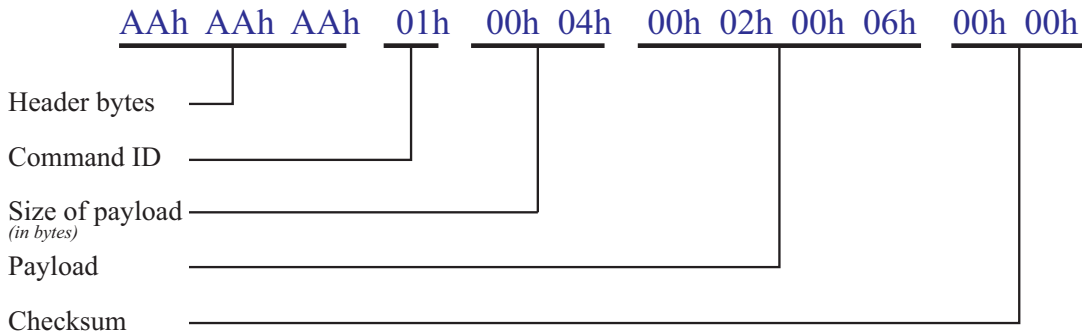 AAh AAh AAh 01h 00h 04h 00h 02h 00h 06h 00h 00h
Header bytes
Command ID
Size of payload
(in bytes)
Payload
Checksum